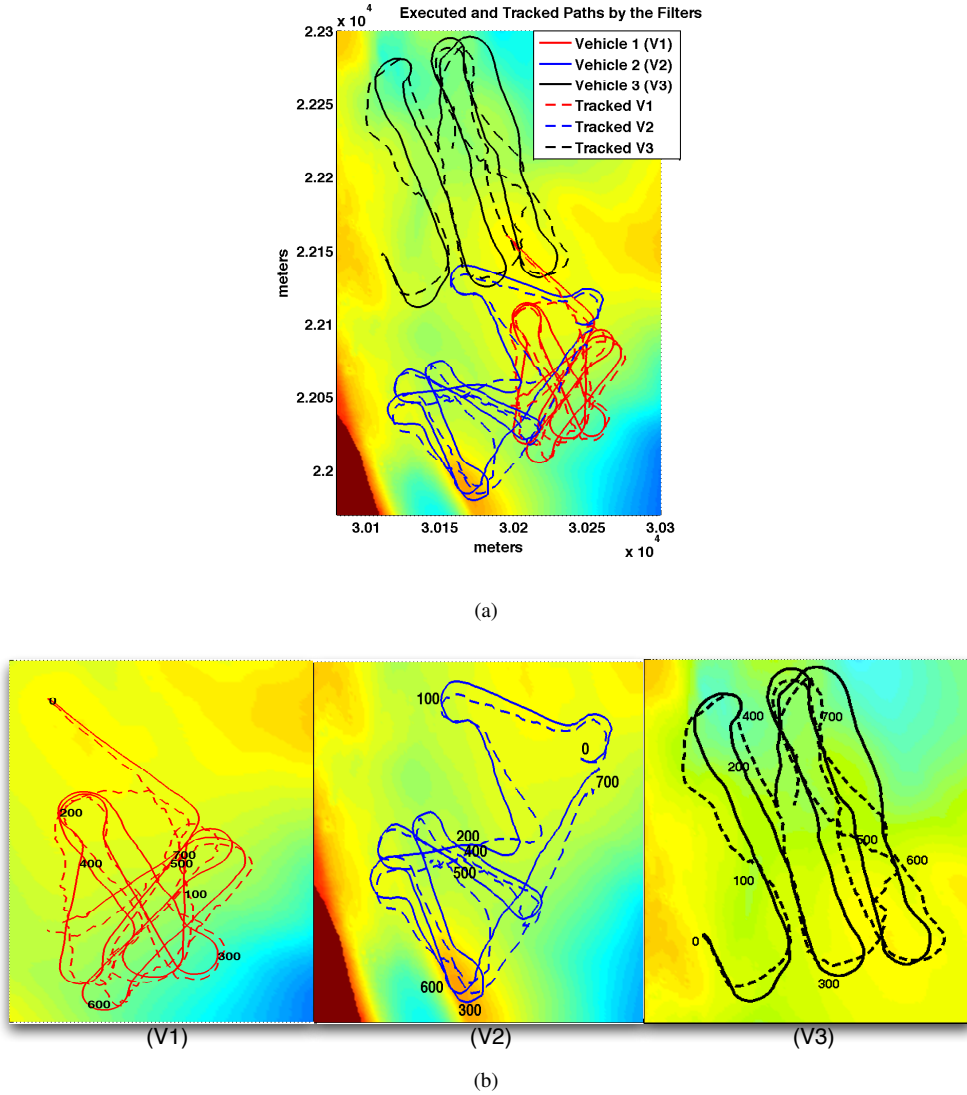 x 10
4
Executed and Tracked Paths by the Filters
2.23
2.225
2.22
2.215
2.21
2.205
2.2
meters
Vehicle 1 (V1)
Vehicle 2 (V2)
Vehicle 3 (V3)
Tracked V1
Tracked V2
Tracked V3
3.01 3.015 3.02 3.025 3.03
meters
x 10
4
(a)
0
200
400
700
500
100
300
600
100
0
700
200
400
500
600
300
400
700
200
500
600
100
0
300
(V1) (V2) (V3)
(b)